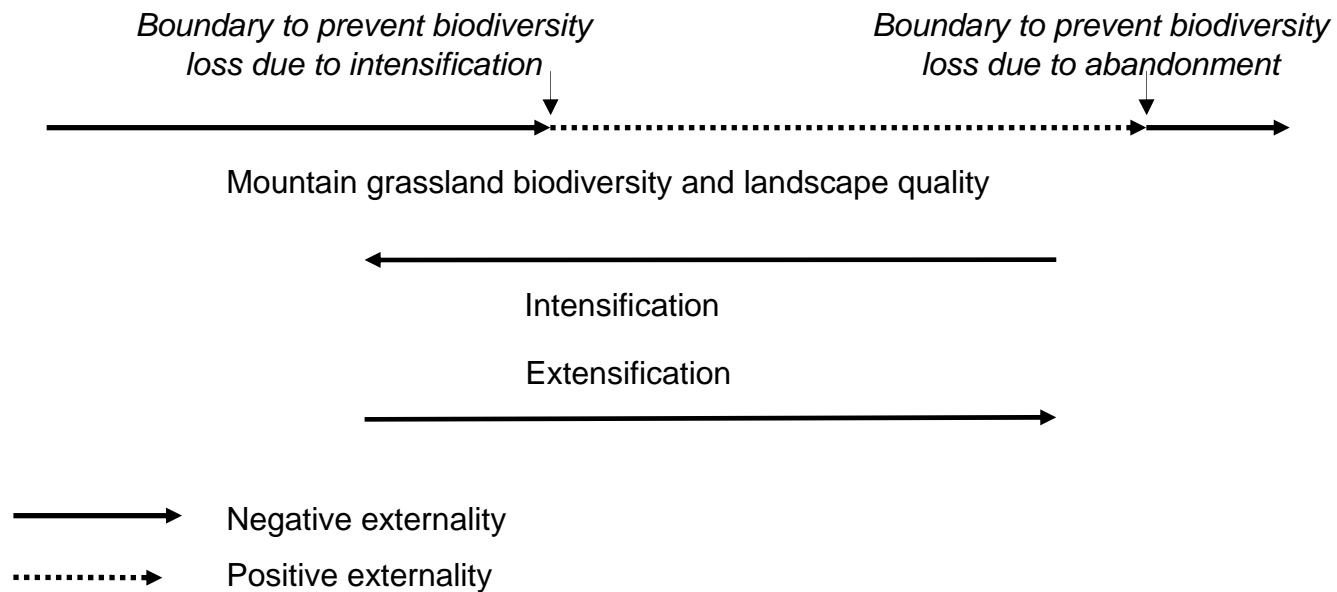 Boundary to prevent biodiversity
loss due to intensification
Boundary to prevent biodiversity
loss due to abandonment
Mountain grassland biodiversity and landscape quality
Intensification
Extensification
Negative externality
Positive externality